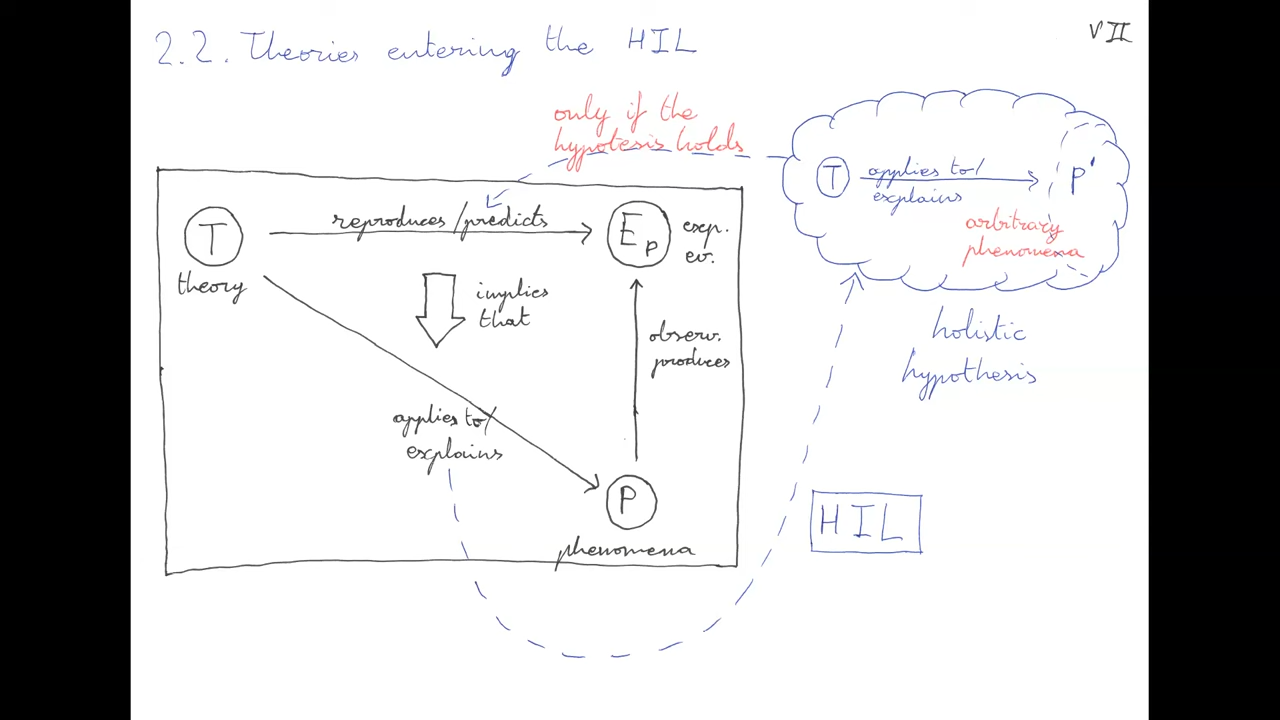 VII
2.2. Theories entering the HIL
only if the
hypotesis holds
T
applies to/
explains
P'
arbitrary
phenomena
T
theory
reproduces/predicts
Ep
exp.
ev.
implies
that
observ.
produces
holistic
hypothesis
applies to/
explains
P
phenomena
HIL